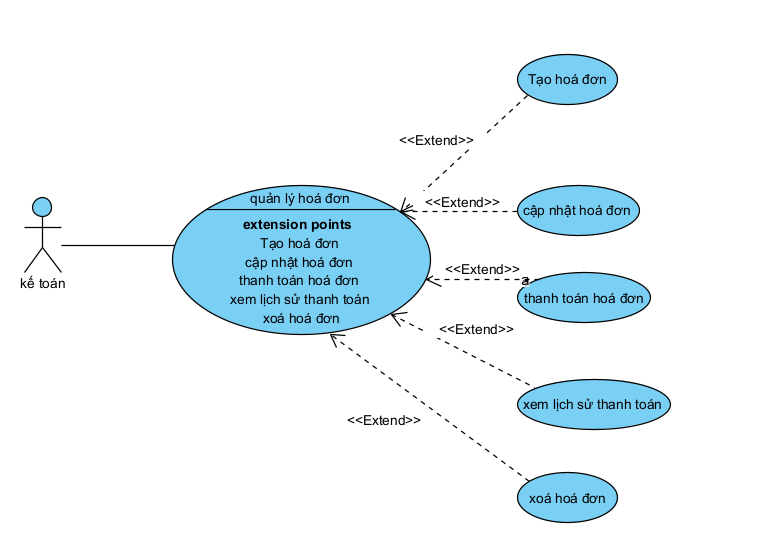 Tạo hoá đơn
<<Extend>>
quản lý hoá đơn
<<Extend>>
cập nhật hoá đơn
extension points
Tạo hoá đơn
cập nhật hoá đơn
thanh toán hoá đơn
xem lịch sử thanh toán
xoá hoá đơn
kế toán
<<Extend>>
a
thanh toán hoá đơn
<<Extend>>
xem lịch sử thanh toán
<<Extend>>
xoá hoá đơn